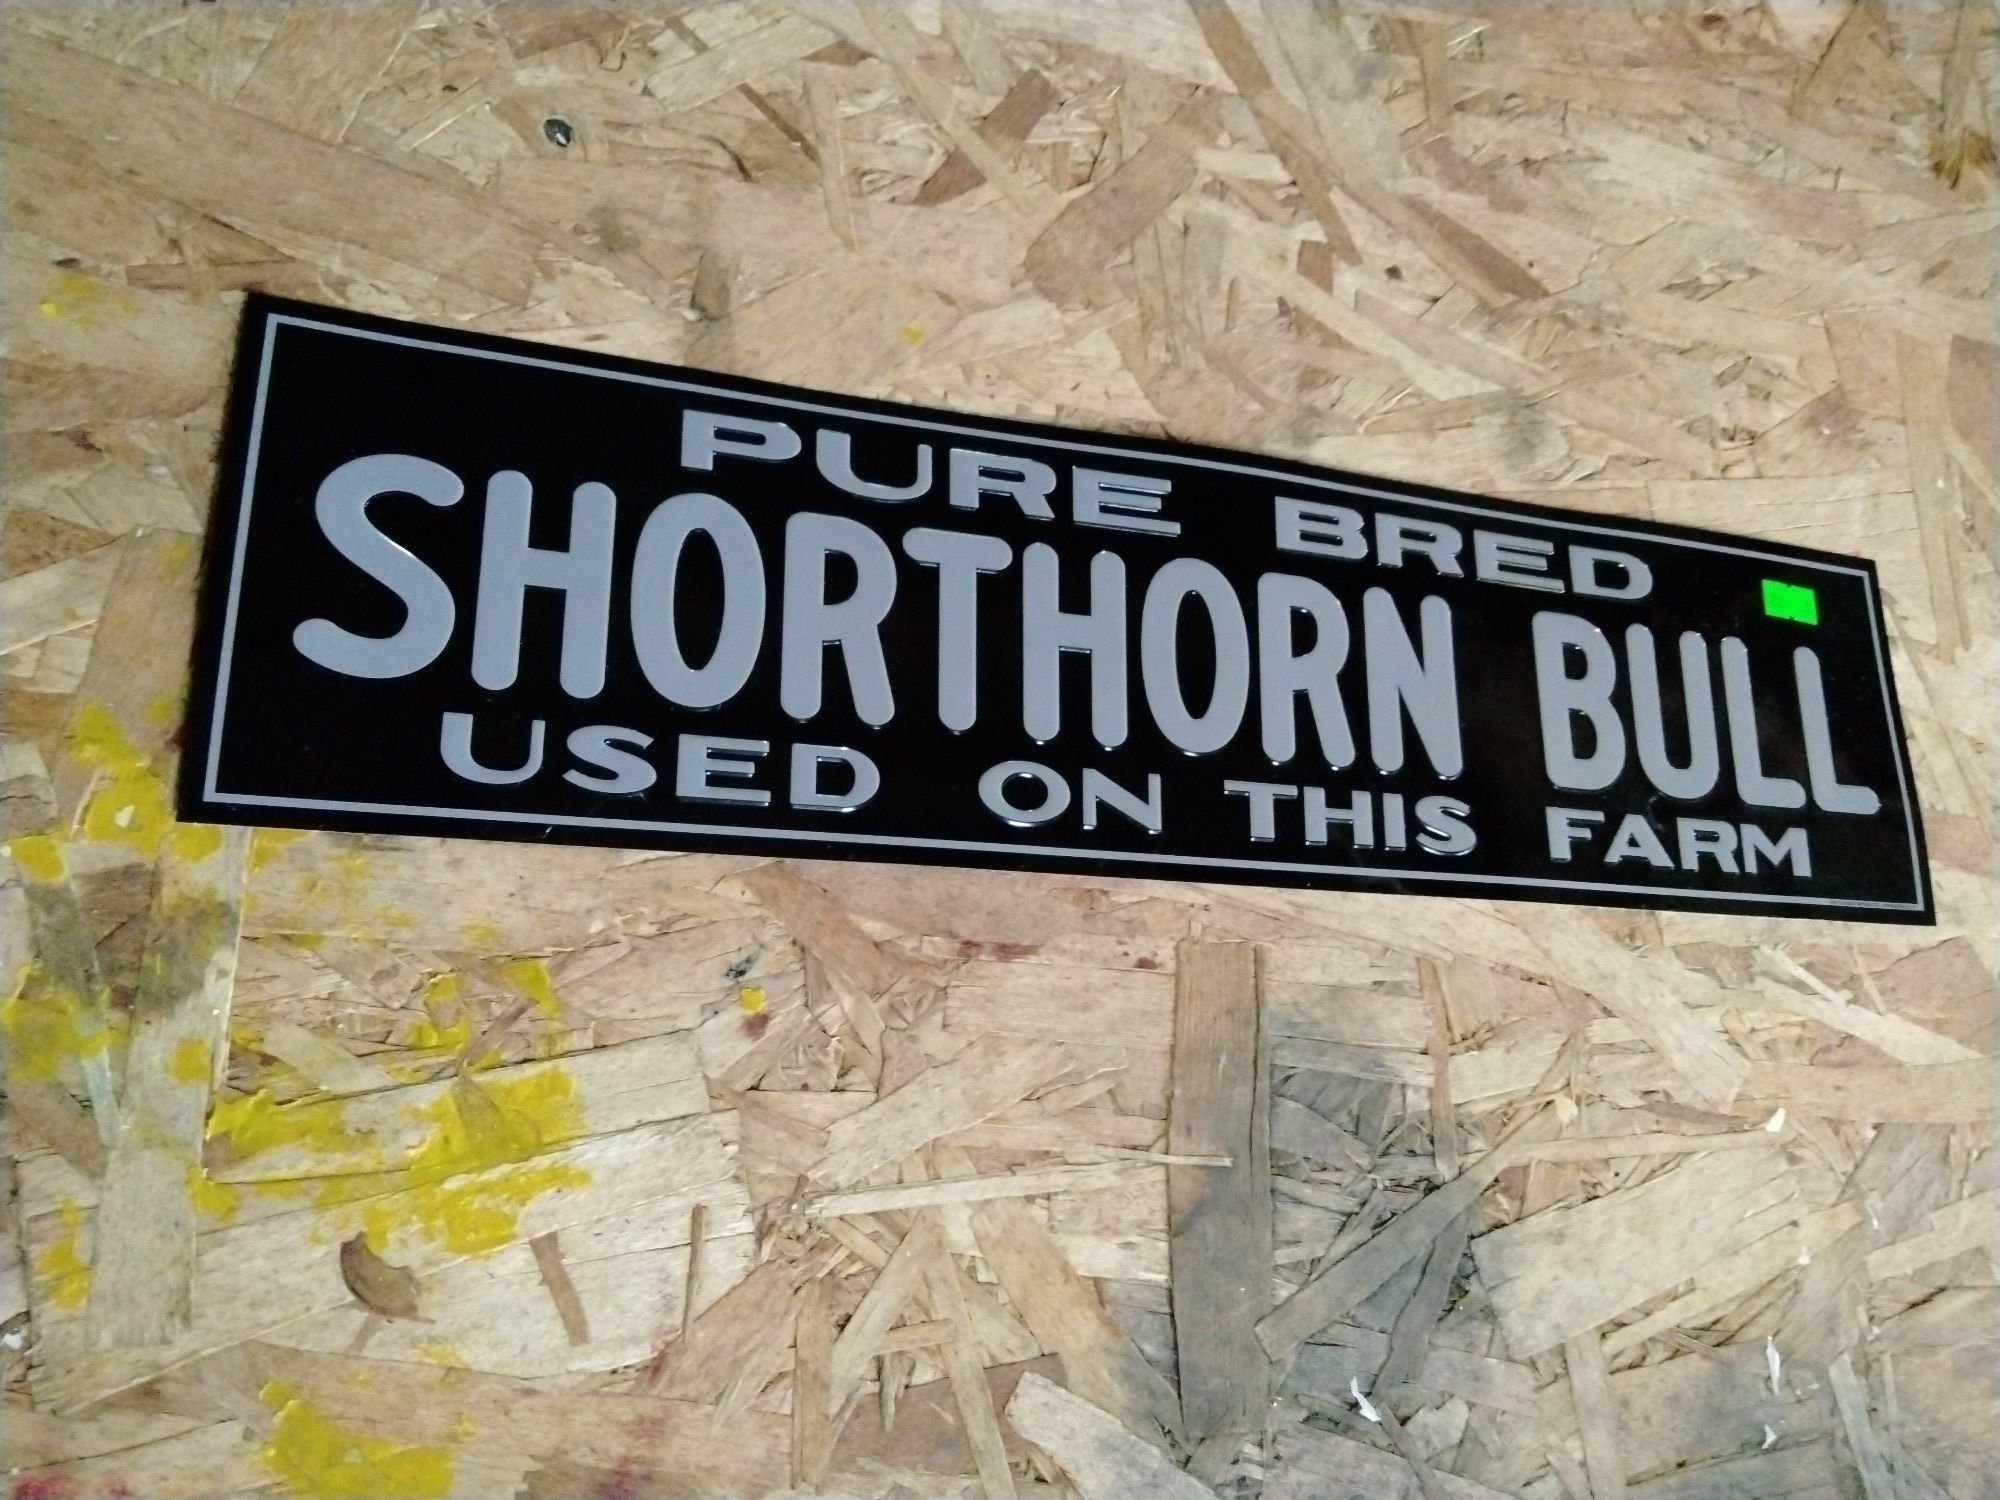 PURE BRED
SHORTHORN BULL
USED ON THIS FARM